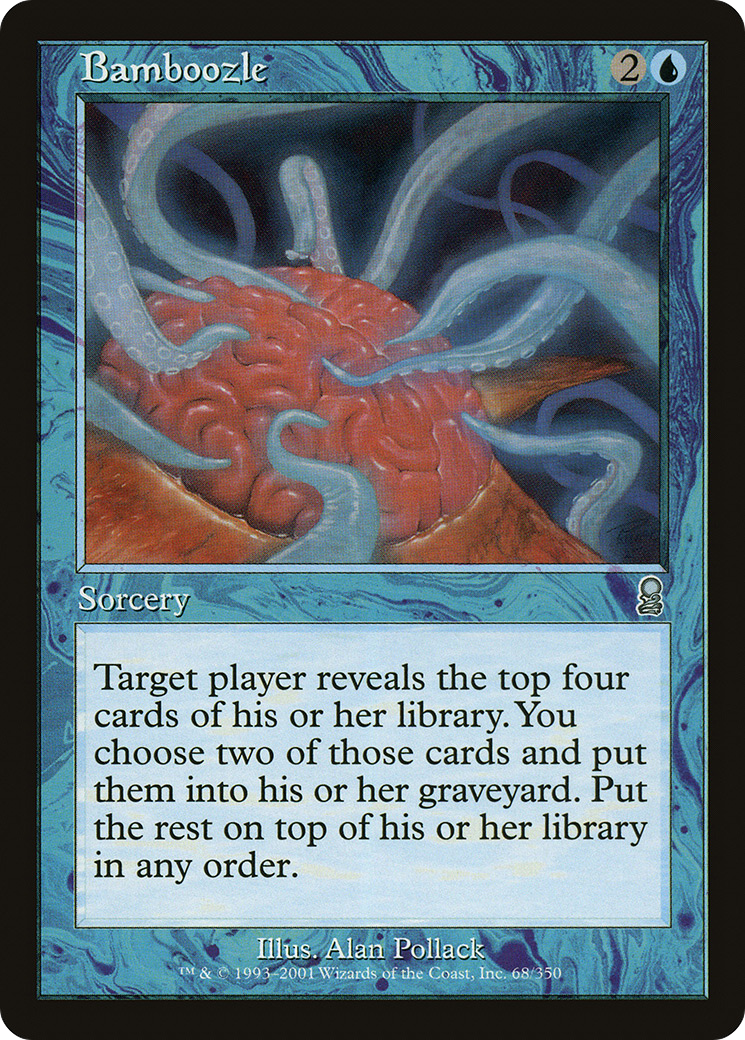 Bamboozle 2
Sorcery
Target player reveals the top four
cards of his or her library. You
choose two of those cards and put
them into his or her graveyard. Put
the rest on top of his or her library
in any order.
Illus. Alan Pollack
™ & © 1993–2001 Wizards of the Coast, Inc. 68/350